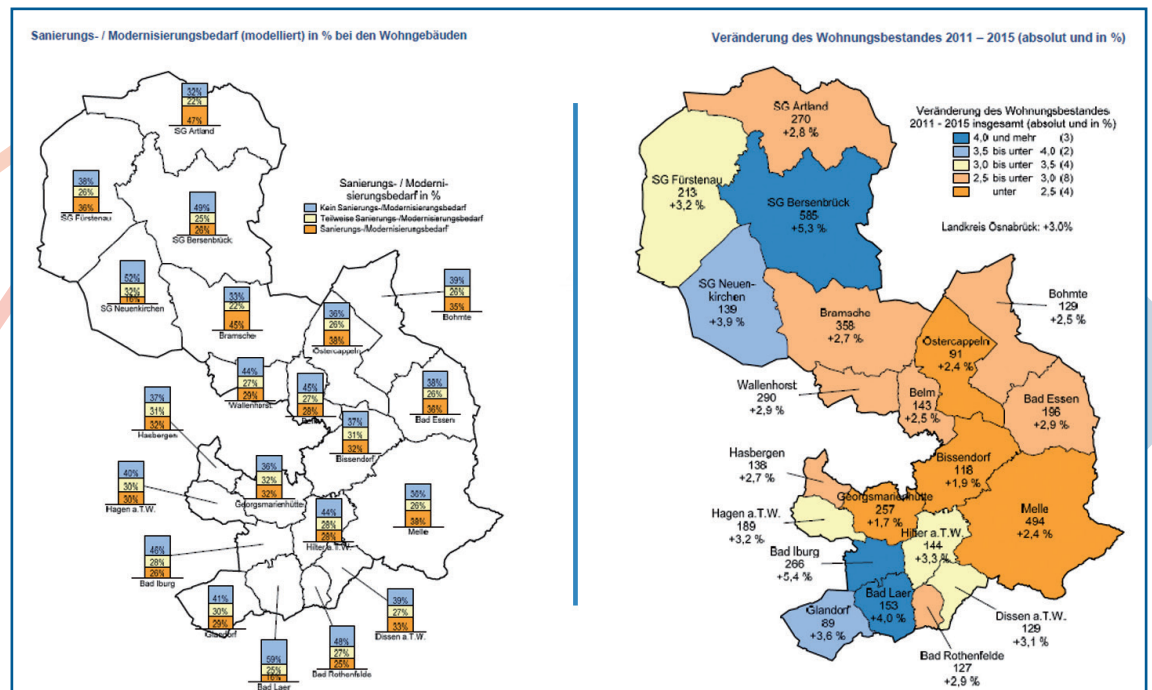 Sanierungs- / Modernisierungsbedarf (modelliert) in % bei den Wohngebäuden
32%
22%
47%
SG Artland
38%
26%
36%
SG Fürstenau
49%
25%
26%
SG Bersenbrück
Sanierungs- / Moderni-
sierungsbedarf in %
Kein Sanierungs-/Modernisierungsbedarf
Teilweise Sanierungs-/Modernisierungsbedarf
Sanierungs-/Modernisierungsbedarf
52%
32%
16%
SG Neuenkirchen
33%
22%
45%
Bramsche
36%
26%
38%
Ostercappeln
39%
26%
35%
Bohmte
44%
27%
29%
Wallenhorst
45%
27%
28%
Belm
38%
26%
36%
Bad Essen
37%
31%
32%
Hasbergen
37%
31%
32%
Bissendorf
40%
30%
30%
Hagen a.T.W.
36%
32%
32%
Georgsmarienhütte
44%
28%
28%
Hilter a.T.W.
26%
38%
Melle
46%
28%
26%
Bad Iburg
41%
30%
29%
Glandorf
59%
25%
16%
Bad Laer
48%
27%
25%
Bad Rothenfelde
39%
27%
33%
Dissen a.T.W.
Veränderung des Wohnungsbestandes 2011 – 2015 (absolut und in %)
Veränderung des Wohnungsbestandes
2011 - 2015 insgesamt (absolut und in %)
4,0 und mehr (3)
3,5 bis unter 4,0 (2)
3,0 bis unter 3,5 (4)
2,5 bis unter 3,0 (8)
unter 2,5 (4)
Landkreis Osnabrück: +3.0%
SG Artland
270
+2,8 %
SG Fürstenau
213
+3,2 %
SG Bersenbrück
585
+5,3 %
SG Neuen-
kirchen
139
+3,9 %
Bramsche
358
+2,7 %
Bohmte
129
+2,5 %
Ostercappeln
91
+2,4 %
Wallenhorst
290
+2,9 %
Belm
143
+2,5 %
Bad Essen
196
+2,9 %
Hasbergen
138
+2,7 %
Bissendorf
118
+1,9 %
Georgsmarienhütte
257
+1,7 %
Melle
494
+2,4 %
Hagen a.T.W.
189
+3,2 %
Hilter a.T.W.
144
+3,3 %
Bad Iburg
266
+5,4 %
Bad Laer
153
+4,0 %
Glandorf
89
+3,6 %
Dissen a.T.W.
129
+3,1 %
Bad Rothenfelde
127
+2,9 %